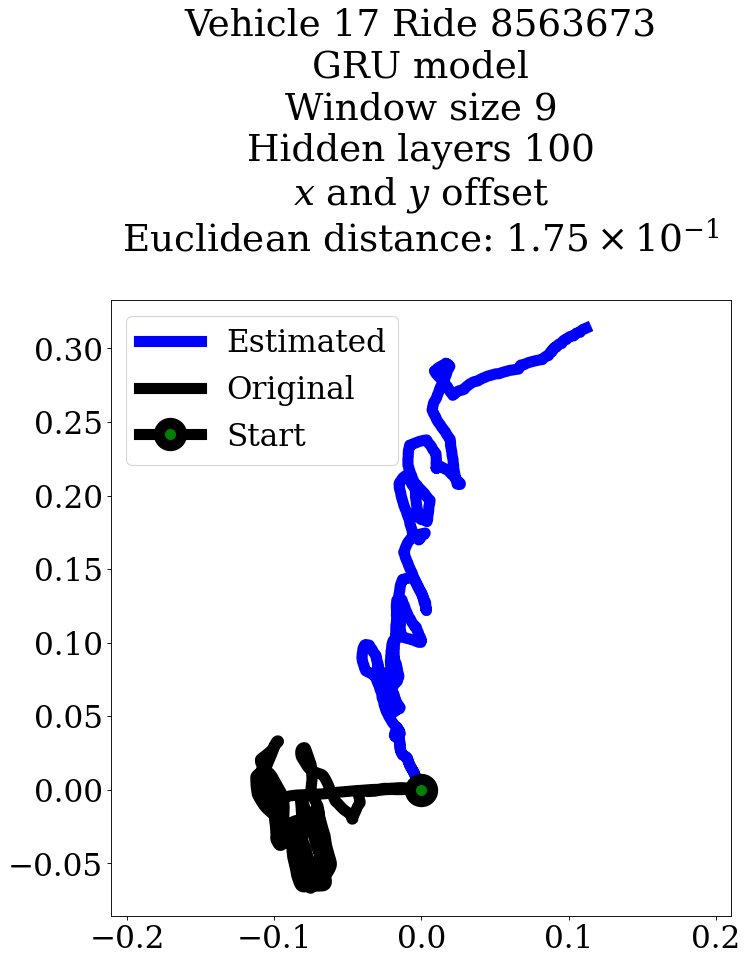 Vehicle 17 Ride 8563673
GRU model
Window size 9
Hidden layers 100
x and y offset
Euclidean distance: 1.75 × 10⁻¹
Estimated
Original
Start
0.30
0.25
0.20
0.15
0.10
0.05
0.00
−0.05
−0.2 −0.1 0.0 0.1 0.2